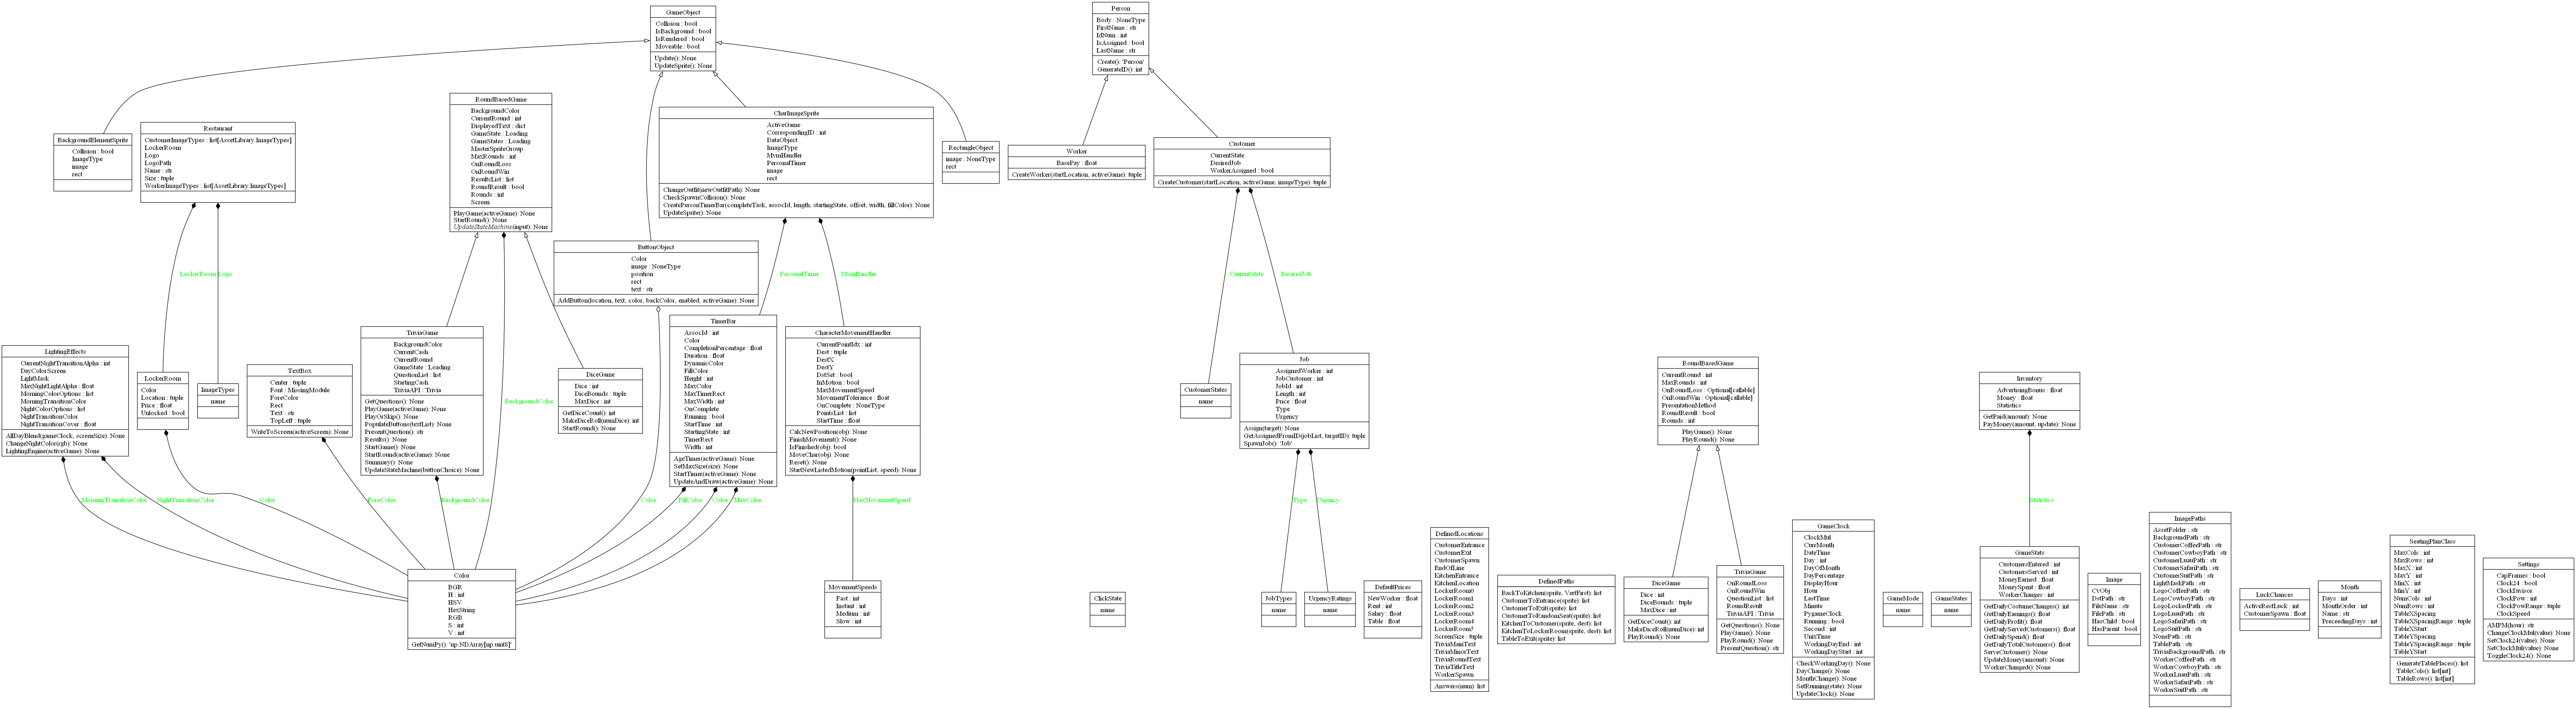 GameObject
Collision : bool
IsBackground : bool
IsRendered : bool
Moveable : bool
Update(): None
UpdateSprite(): None
Person
Body : NoneType
FirstName : str
IdNum : int
IsAssigned : bool
LastName : str
Create(): 'Person'
GenerateID(): int
BackgroundElementSprite
Collision : bool
ImageType
image
rect
Restaurant
CustomerImageTypes : list[AssetLibrary.ImageTypes]
LockerRoom
Logo
LogoPath
Name : str
Size : tuple
WorkerImageTypes : list[AssetLibrary.ImageTypes]
RoundBasedGame
BackgroundColor
CurrentRound : int
DisplayedText : dict
GameState : Loading
GameStates : Loading
MasterSpriteGroup
MaxRounds : int
OnRoundLoss
OnRoundWin
ResultsList : list
RoundResult : bool
Rounds : int
Screen
PlayGame(activeGame): None
StartRound(): None
UpdateStateMachine(input): None
CharImageSprite
ActiveGame
CorrespondingID : int
DataObject
ImageType
MvmHandler
PersonalTimer
image
rect
ChangeOutfit(newOutfitPath): None
CheckSpawnCollision(): None
CreatePersonTimerBar(completeTask, assocId, length, startingState, offset, width, fillColor): None
UpdateSprite(): None
RectangleObject
image : NoneType
rect
Worker
BasePay : float
CreateWorker(startLocation, activeGame): tuple
Customer
CurrentState
DesiredJob
WorkerAssigned : bool
CreateCustomer(startLocation, activeGame, imageType): tuple
ButtonObject
Color
image : NoneType
position
rect
text : str
AddButton(location, text, color, backColor, enabled, activeGame): None
LockerRoom
Logo
PersonalTimer
MvmHandler
CurrentState
DesiredJob
LightingEffects
CurrentNightTransitionAlpha : int
DayColorScreen
LightMask
MaxNightLightAlpha : float
MorningColorOptions : list
MorningTransitionColor
NightColorOptions : list
NightTransitionColor
NightTransitionCover : float
AllDayBlend(gameClock, screenSize): None
ChangeNightColor(rgb): None
LightingEngine(activeGame): None
LockerRoom
Color
Location : tuple
Price : float
Unlocked : bool
ImageTypes
name
TextBox
Center : tuple
Font : MissingModule
ForeColor
Rect
Text : str
TopLeft : tuple
WriteToScreen(activeScreen): None
TriviaGame
BackgroundColor
CurrentCash
CurrentRound
GameState : Loading
QuestionList : list
StartingCash
TriviaAPI : Trivia
GetQuestions(): None
PlayGame(activeGame): None
PlayOrSkip(): None
PopulateButtons(textList): None
PresentQuestion(): str
Results(): None
StartGame(): None
StartRound(activeGame): None
Summary(): None
UpdateStateMachine(buttonChoice): None
BackgroundColor
DiceGame
Dice : int
DiceBounds : tuple
MaxDice : int
GetDiceCount(): int
MakeDiceRoll(numDice): int
StartRound(): None
TimerBar
AssocId : int
Color
CompletionPercentage : float
Duration : float
DynamicColor
FillColor
Height : int
MaxColor
MaxTimerRect
MaxWidth : int
OnComplete
Running : bool
StartTime : int
StartingState : int
TimerRect
Width : int
AgeTimer(activeGame): None
SetMaxSize(size): None
StartTimer(activeGame): None
UpdateAndDraw(activeGame): None
CharacterMovementHandler
CurrentPointIdx : int
Dest : tuple
DestX
DestY
DstSet : bool
InMotion : bool
MaxMovementSpeed
MovementTolerance : float
OnComplete : NoneType
PointsList : list
StartTime : float
CalcNewPosition(obj): None
FinishMovement(): None
IsFinished(obj): bool
MoveChar(obj): None
Reset(): None
StartNewListedMotion(pointList, speed): None
CustomerStates
name
Job
AssignedWorker : int
JobCustomer : int
JobId : int
Length : int
Price : float
Type
Urgency
Assign(target): None
GetAssignedFromID(jobList, targetID): tuple
SpawnJob(): 'Job'
RoundBasedGame
CurrentRound : int
MaxRounds : int
OnRoundLoss : Optional[callable]
OnRoundWin : Optional[callable]
PresentationMethod
RoundResult : bool
Rounds : int
PlayGame(): None
PlayRound(): None
Inventory
AdvertisingBonus : float
Money : float
Statistics
GetPaid(amount): None
PayMoney(amount, update): None
MorningTransitionColor
NightTransitionColor
Color
ForeColor
BackgroundColor
Color
FillColor
Color
MaxColor
MaxMovementSpeed
Type
Urgency
Statistics
Color
BGR
H : int
HSV
HexString
RGB
S : int
V : int
GetNumPy(): 'np.NDArray[np.uint8]'
MovementSpeeds
Fast : int
Instant : int
Medium : int
Slow : int
ClickState
name
JobTypes
name
UrgencyRatings
name
DefaultPrices
NewWorker : float
Rent : int
Salary : float
Table : float
DefinedLocations
CustomerEntrance
CustomerExit
CustomerSpawn
EndOfLine
KitchenEntrance
KitchenLocation
LockerRoom0
LockerRoom1
LockerRoom2
LockerRoom3
LockerRoom4
LockerRoom5
ScreenSize : tuple
TriviaMainText
TriviaMinorText
TriviaRoundText
TriviaTitleText
WorkerSpawn
Answers(num): list
DefinedPaths
BackToKitchen(sprite, VertFirst): list
CustomerToEntrance(sprite): list
CustomerToExit(sprite): list
CustomerToRandomSeat(sprite): list
KitchenToCustomer(sprite, dest): list
KitchenToLockerRoom(sprite, dest): list
TableToExit(sprite): list
DiceGame
Dice : int
DiceBounds : tuple
MaxDice : int
GetDiceCount(): int
MakeDiceRoll(numDice): int
PlayRound(): None
TriviaGame
OnRoundLoss
OnRoundWin
QuestionList : list
RoundResult
TriviaAPI : Trivia
GetQuestions(): None
PlayGame(): None
PlayRound(): None
PresentQuestion(): str
GameClock
ClockMul
CurrMonth
DateTime
Day : int
DayOfMonth
DayPercentage
DisplayHour
Hour
LastTime
Minute
PygameClock
Running : bool
Second : int
UnixTime
WorkingDayEnd : int
WorkingDayStart : int
CheckWorkingDay(): None
DayChange(): None
MonthChange(): None
SetRunning(state): None
UpdateClock(): None
GameMode
name
GameStates
name
GameStats
CustomersEntered : int
CustomersServed : int
MoneyEarned : float
MoneySpent : float
WorkerChanges : int
GetDailyCostumeChanges(): int
GetDailyEarnings(): float
GetDailyProfit(): float
GetDailyServedCustomers(): float
GetDailySpend(): float
GetDailyTotalCustomers(): float
ServeCustomer(): None
UpdateMoney(amount): None
WorkerChanged(): None
Image
CVObj
DstPath : str
FileName : str
FilePath : str
HasChild : bool
HasParent : bool
ImagePaths
AssetFolder : str
BackgroundPath : str
CustomerCoffeePath : str
CustomerCowboyPath : str
CustomerLuauPath : str
CustomerSafariPath : str
CustomerSuitPath : str
LightMaskPath : str
LogoCoffeePath : str
LogoCowboyPath : str
LogoLockedPath : str
LogoLuauPath : str
LogoSafariPath : str
LogoSuitPath : str
NonePath : str
TablePath : str
TriviaBackgroundPath : str
WorkerCoffeePath : str
WorkerCowboyPath : str
WorkerLuauPath : str
WorkerSafariPath : str
WorkerSuitPath : str
LuckChances
ActiveRestLuck : int
CustomerSpawn : float
Month
Days : int
MonthOrder : int
Name : str
PreceedingDays : int
SeatingPlanClass
MaxCols : int
MaxRows : int
MaxX : int
MaxY : int
MinX : int
MinY : int
NumCols : int
NumRows : int
TableXSpacing
TableXSpacingRange : tuple
TableXStart
TableYSpacing
TableYSpacingRange : tuple
TableYStart
GenerateTablePlaces(): list
TableCols(): list[int]
TableRows(): list[int]
Settings
CapFrames : bool
Clock24 : bool
ClockDivisor
ClockPow : int
ClockPowRange : tuple
ClockSpeed
AMPM(hour): str
ChangeClockMul(value): None
SetClock24(value): None
SetClockMul(value): None
ToggleClock24(): None